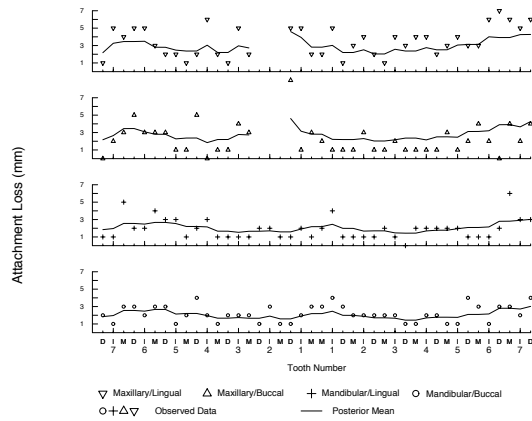 Attachment Loss (mm)
7
5
3
1
7
5
3
1
7
5
3
1
7
5
3
1
D I M D I M D I M D I M D I M D I M D I M M I D M I D M I D M I D M I D M I D M I D
7 6 5 4 3 2 1 1 2 3 4 5 6 7
Tooth Number
Maxillary/Lingual Maxillary/Buccal Mandibular/Lingual Mandibular/Buccal
Observed Data Posterior Mean